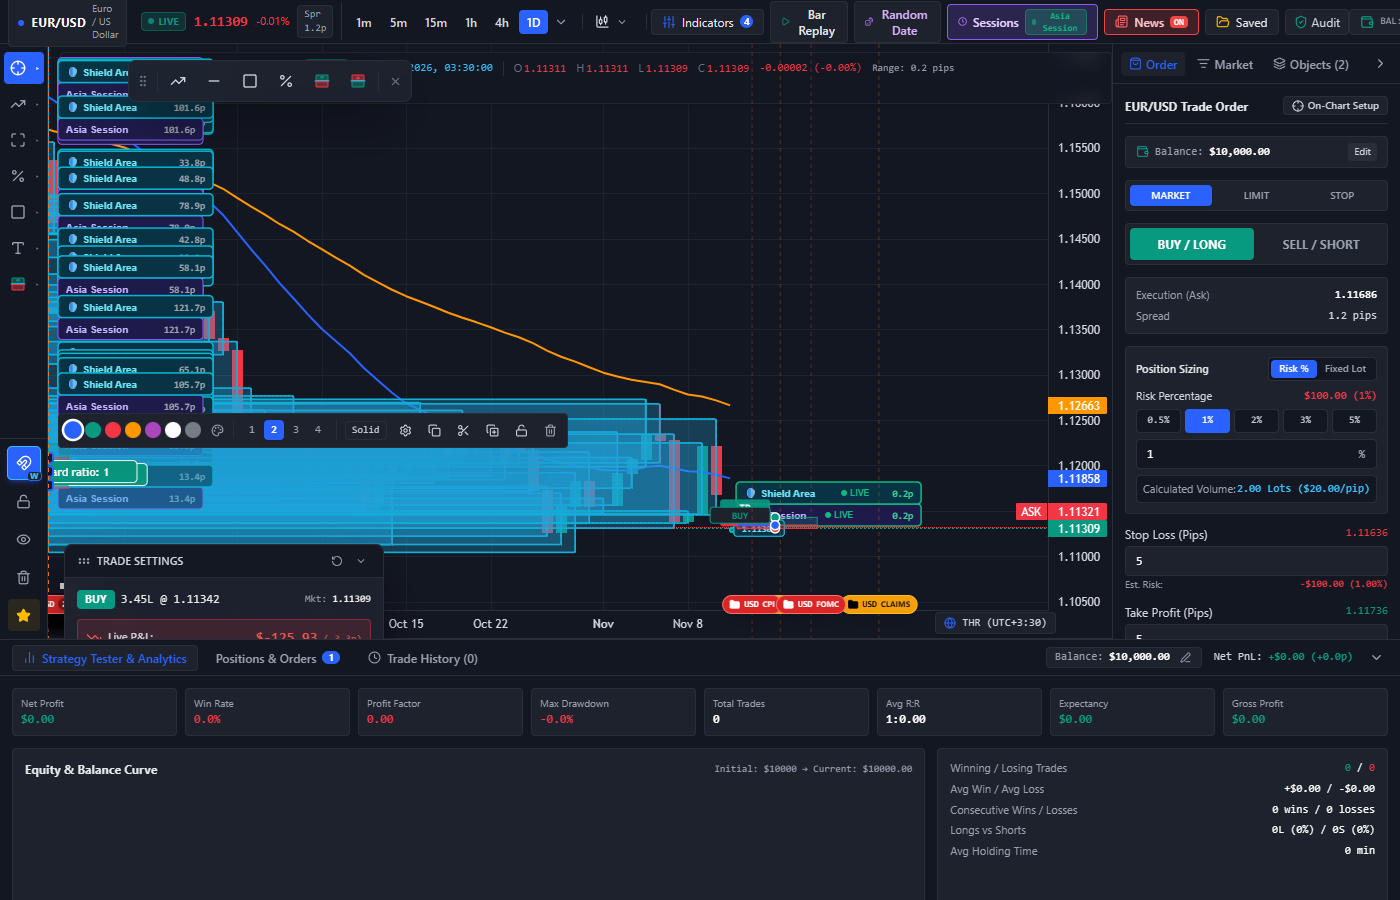 EUR/USD Euro / US Dollar
LIVE 1.11309 -0.01% Spr 1.2p
1m 5m 15m 1h 4h 1D
Indicators 4
Bar Replay
Random Date
Sessions Asia Session
News ON
Saved
Audit
BAL:
2026, 03:30:00 O1.11311 H1.11311 L1.11309 C1.11309 -0.00002 (-0.00%) Range: 0.2 pips
Shield Area
Asia Session
Shield Area 101.6p
Asia Session 101.6p
Shield Area 33.8p
Shield Area 48.8p
Shield Area 78.9p
Asia Session 78.9p
Shield Area 42.8p
Shield Area 58.1p
Asia Session 58.1p
Shield Area 121.7p
Asia Session 121.7p
Shield Area 65.1p
Shield Area 105.7p
Asia Session 105.7p
1 2 3 4 Solid
ard ratio: 1
13.4p
Asia Session 13.4p
Shield Area LIVE 0.2p
BUY
ssion LIVE 0.2p
1.15500
1.15000
1.14500
1.14000
1.13500
1.13000
1.12663
1.12500
1.12000
1.11858
ASK 1.11321
1.11309
1.11000
1.10500
W
TRADE SETTINGS
BUY 3.45L @ 1.11342 Mkt: 1.11309
Live P&L: $-125.93
USD CPI USD FOMC USD CLAIMS
Oct 15 Oct 22 Nov Nov 8
THR (UTC+3:30)
Order Market Objects (2)
EUR/USD Trade Order On-Chart Setup
Balance: $10,000.00 Edit
MARKET LIMIT STOP
BUY / LONG SELL / SHORT
Execution (Ask) 1.11686
Spread 1.2 pips
Position Sizing Risk % Fixed Lot
Risk Percentage $100.00 (1%)
0.5% 1% 2% 3% 5%
1 %
Calculated Volume: 2.00 Lots ($20.00/pip)
Stop Loss (Pips) 1.11636
5
Est. Risk: -$100.00 (1.00%)
Take Profit (Pips) 1.11736
5
Strategy Tester & Analytics Positions & Orders 1 Trade History (0)
Balance: $10,000.00 Net PnL: +$0.00 (+0.0p)
Net Profit
$0.00
Win Rate
0.0%
Profit Factor
0.00
Max Drawdown
-0.0%
Total Trades
0
Avg R:R
1:0.00
Expectancy
$0.00
Gross Profit
$0.00
Equity & Balance Curve Initial: $10000 → Current: $10000.00
Winning / Losing Trades 0 / 0
Avg Win / Avg Loss +$0.00 / -$0.00
Consecutive Wins / Losses 0 wins / 0 losses
Longs vs Shorts 0L (0%) / 0S (0%)
Avg Holding Time 0 min